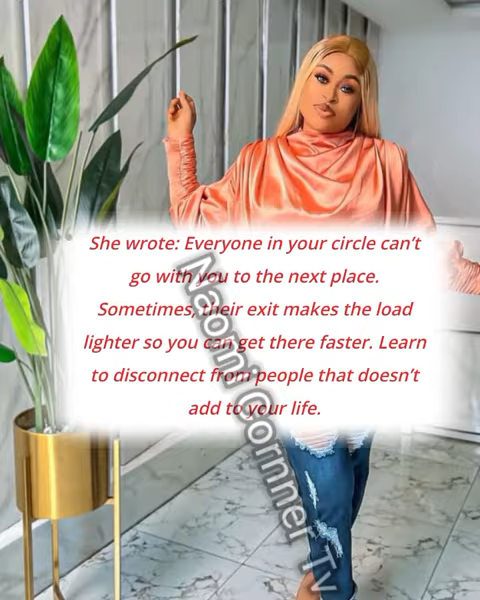 She wrote: Everyone in your circle can't
go with you to the next place.
Sometimes, their exit makes the load
lighter so you can get there faster. Learn
to disconnect from people that doesn't
add to your life.
Naomi Cornner Tv